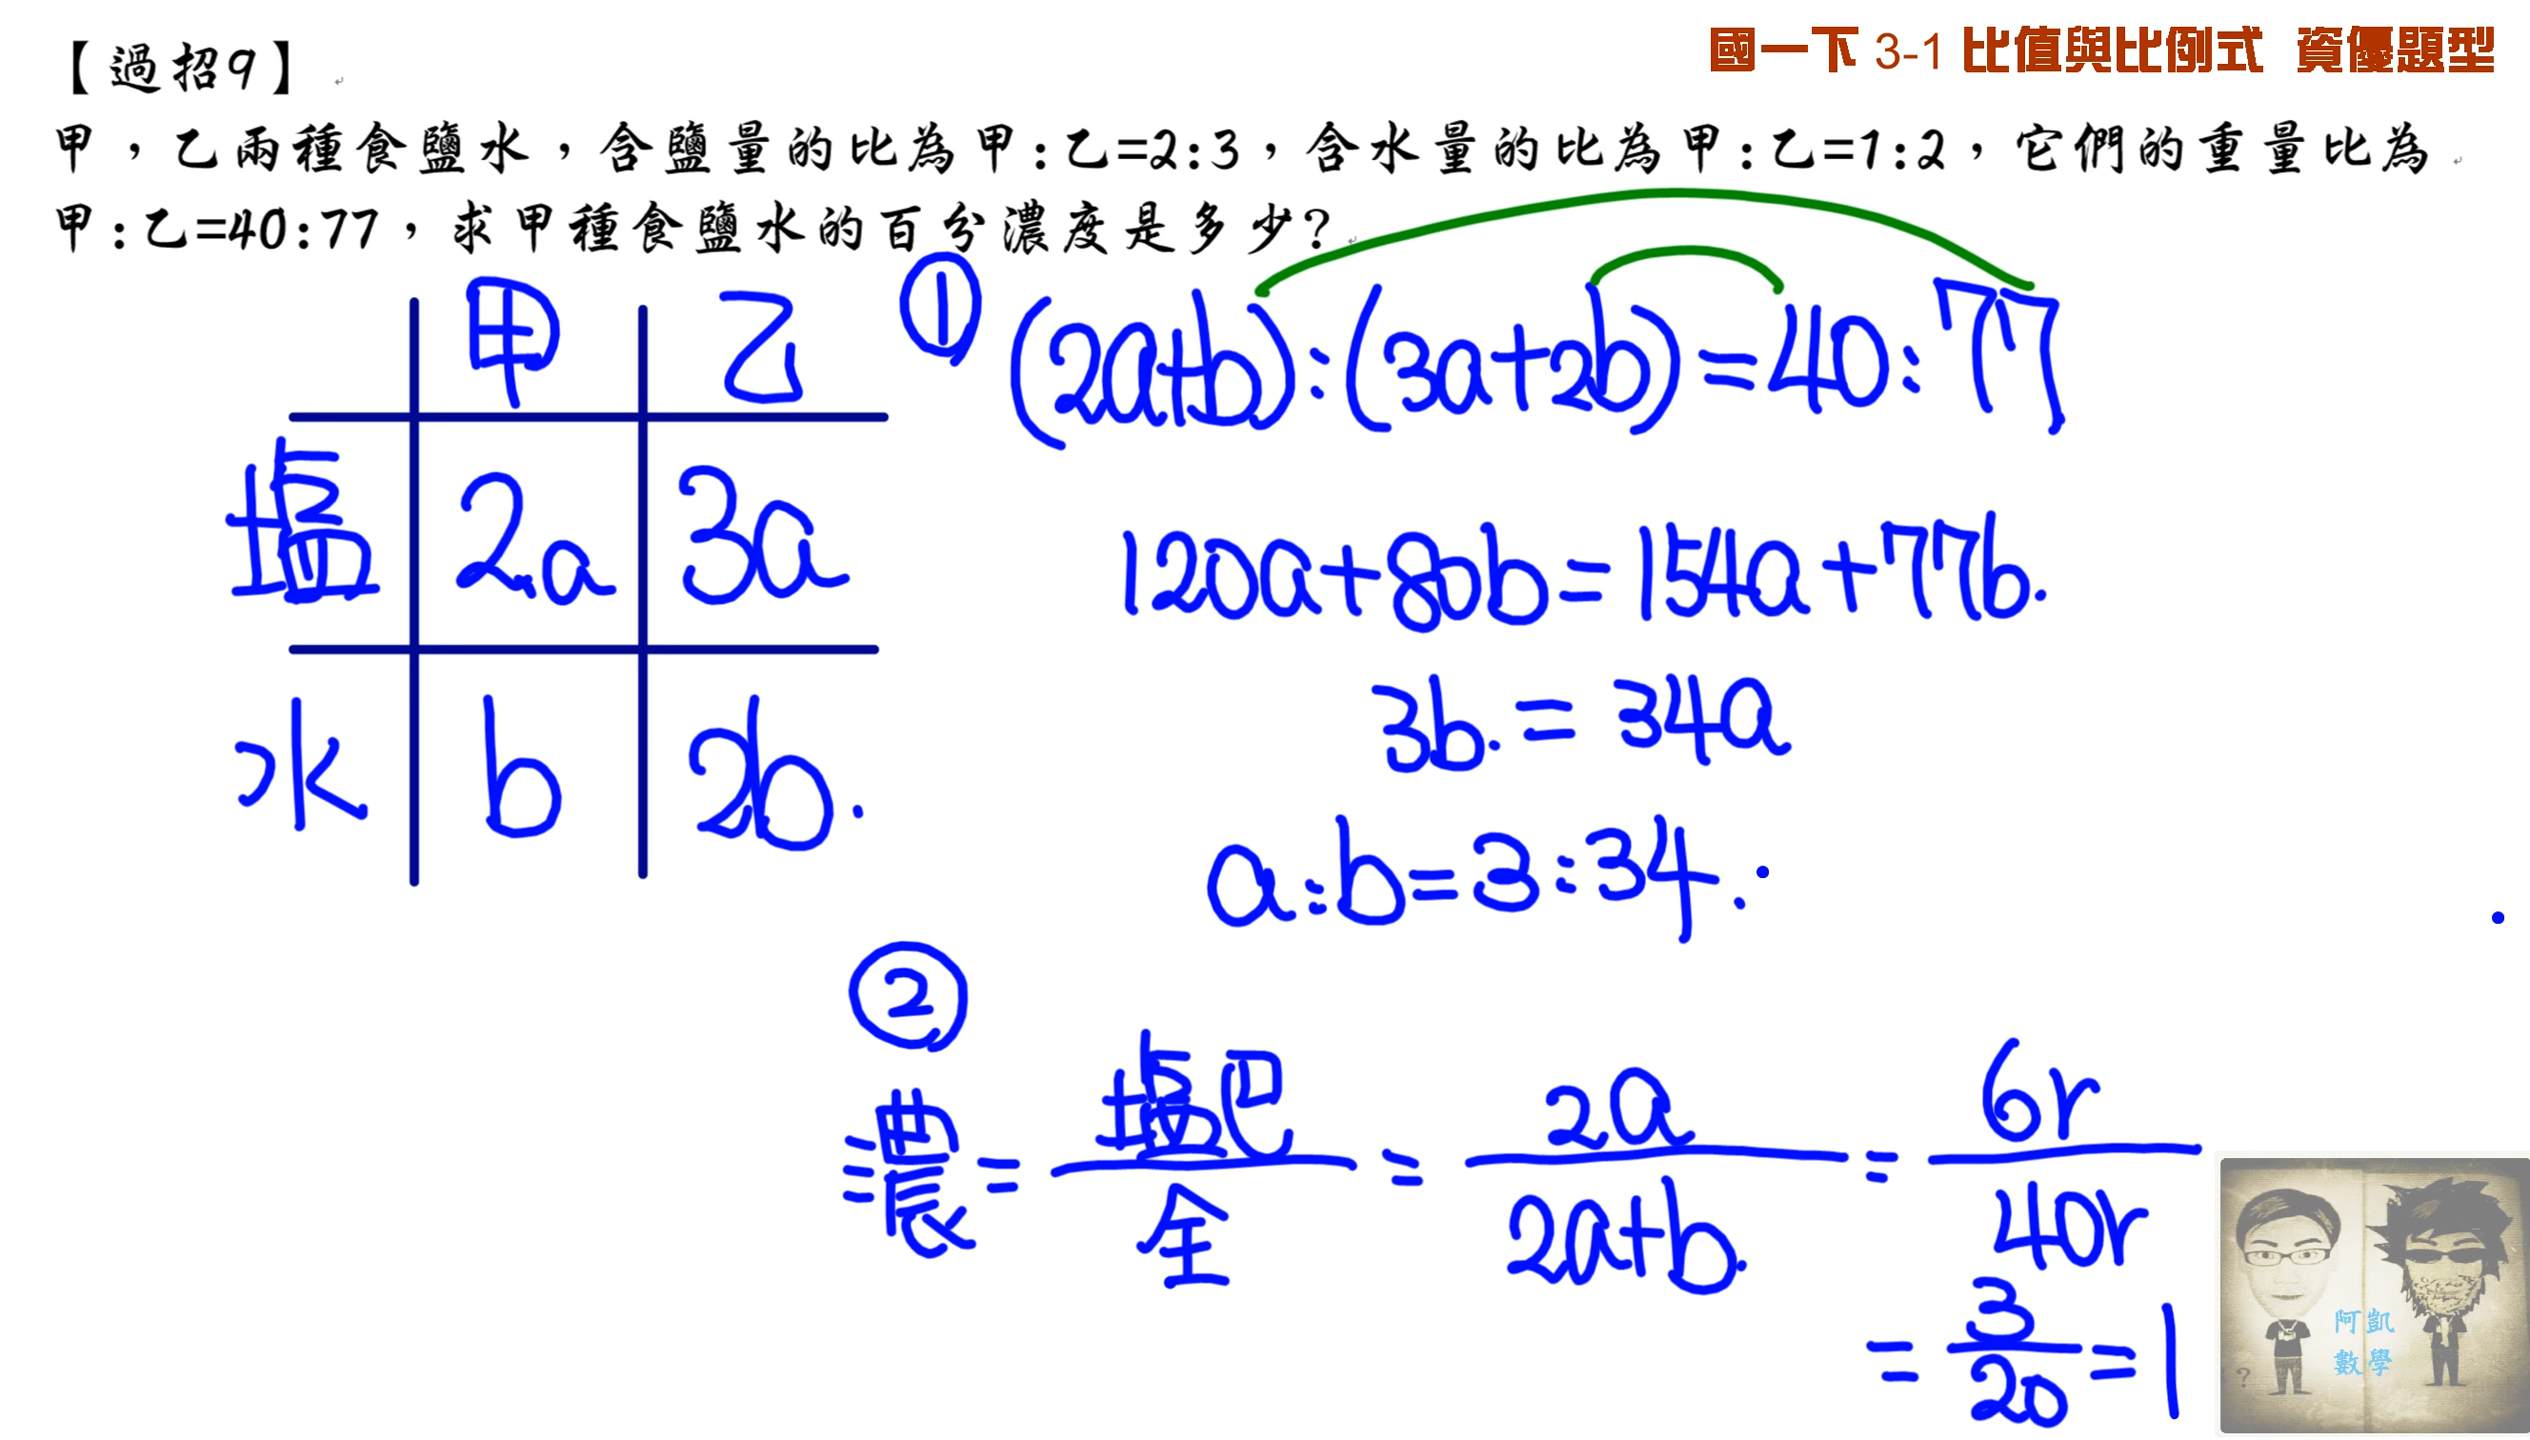 國一下 3-1 比值與比例式 資優題型
【過招9】
甲，乙兩種食鹽水，含鹽量的比為甲:乙=2:3，含水量的比為甲:乙=1:2，它們的重量比為
甲:乙=40:77，求甲種食鹽水的百分濃度是多少?
甲 乙
塩 2a 3a
水 b 2b.
① (2a+b):(3a+2b)=40:77
120a+80b=154a+77b.
3b.=34a
a:b=3:34.
②
濃=塩巴/全=2a/2a+b.=6r/40r
=3/20=1
阿凱
數學
?